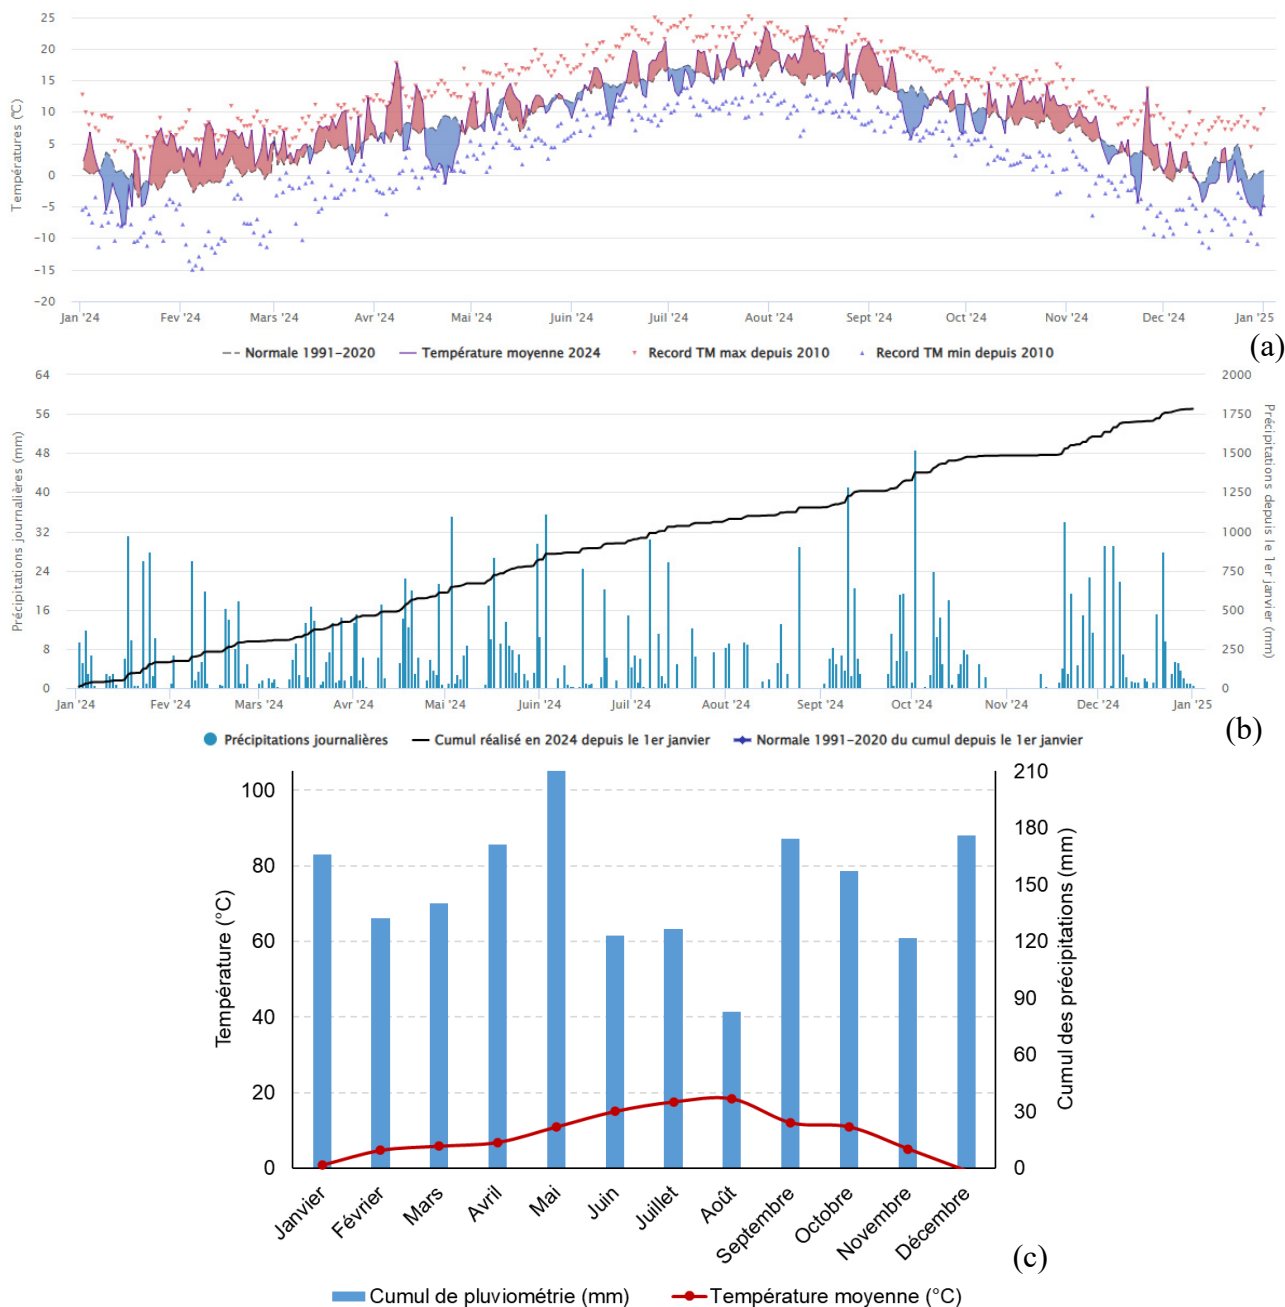 25
20
15
10
5
0
−5
−10
−15
−20
Températures (°C)
Jan '24 Fev '24 Mars '24 Avr '24 Mai '24 Juin '24 Juil '24 Aout '24 Sept '24 Oct '24 Nov '24 Dec '24 Jan '25
Normale 1991−2020 Température moyenne 2024 Record TM max depuis 2010 Record TM min depuis 2010
(a)
64 2000
56 1750
48 1500
40 1250
32 1000
24 750
16 500
8 250
0 0
Précipitations journalières (mm)
Précipitations depuis le 1er janvier (mm)
Jan '24 Fev '24 Mars '24 Avr '24 Mai '24 Juin '24 Juil '24 Aout '24 Sept '24 Oct '24 Nov '24 Dec '24 Jan '25
(b)
Précipitations journalières Cumul réalisé en 2024 depuis le 1er janvier Normale 1991−2020 du cumul depuis le 1er janvier
100
80
60
40
20
0
Température (°C)
210
180
150
120
90
60
30
0
Cumul des précipitations (mm)
Janvier Février Mars Avril Mai Juin Juillet Août Septembre Octobre Novembre Décembre
(c)
Cumul de pluviométrie (mm) Température moyenne (°C)